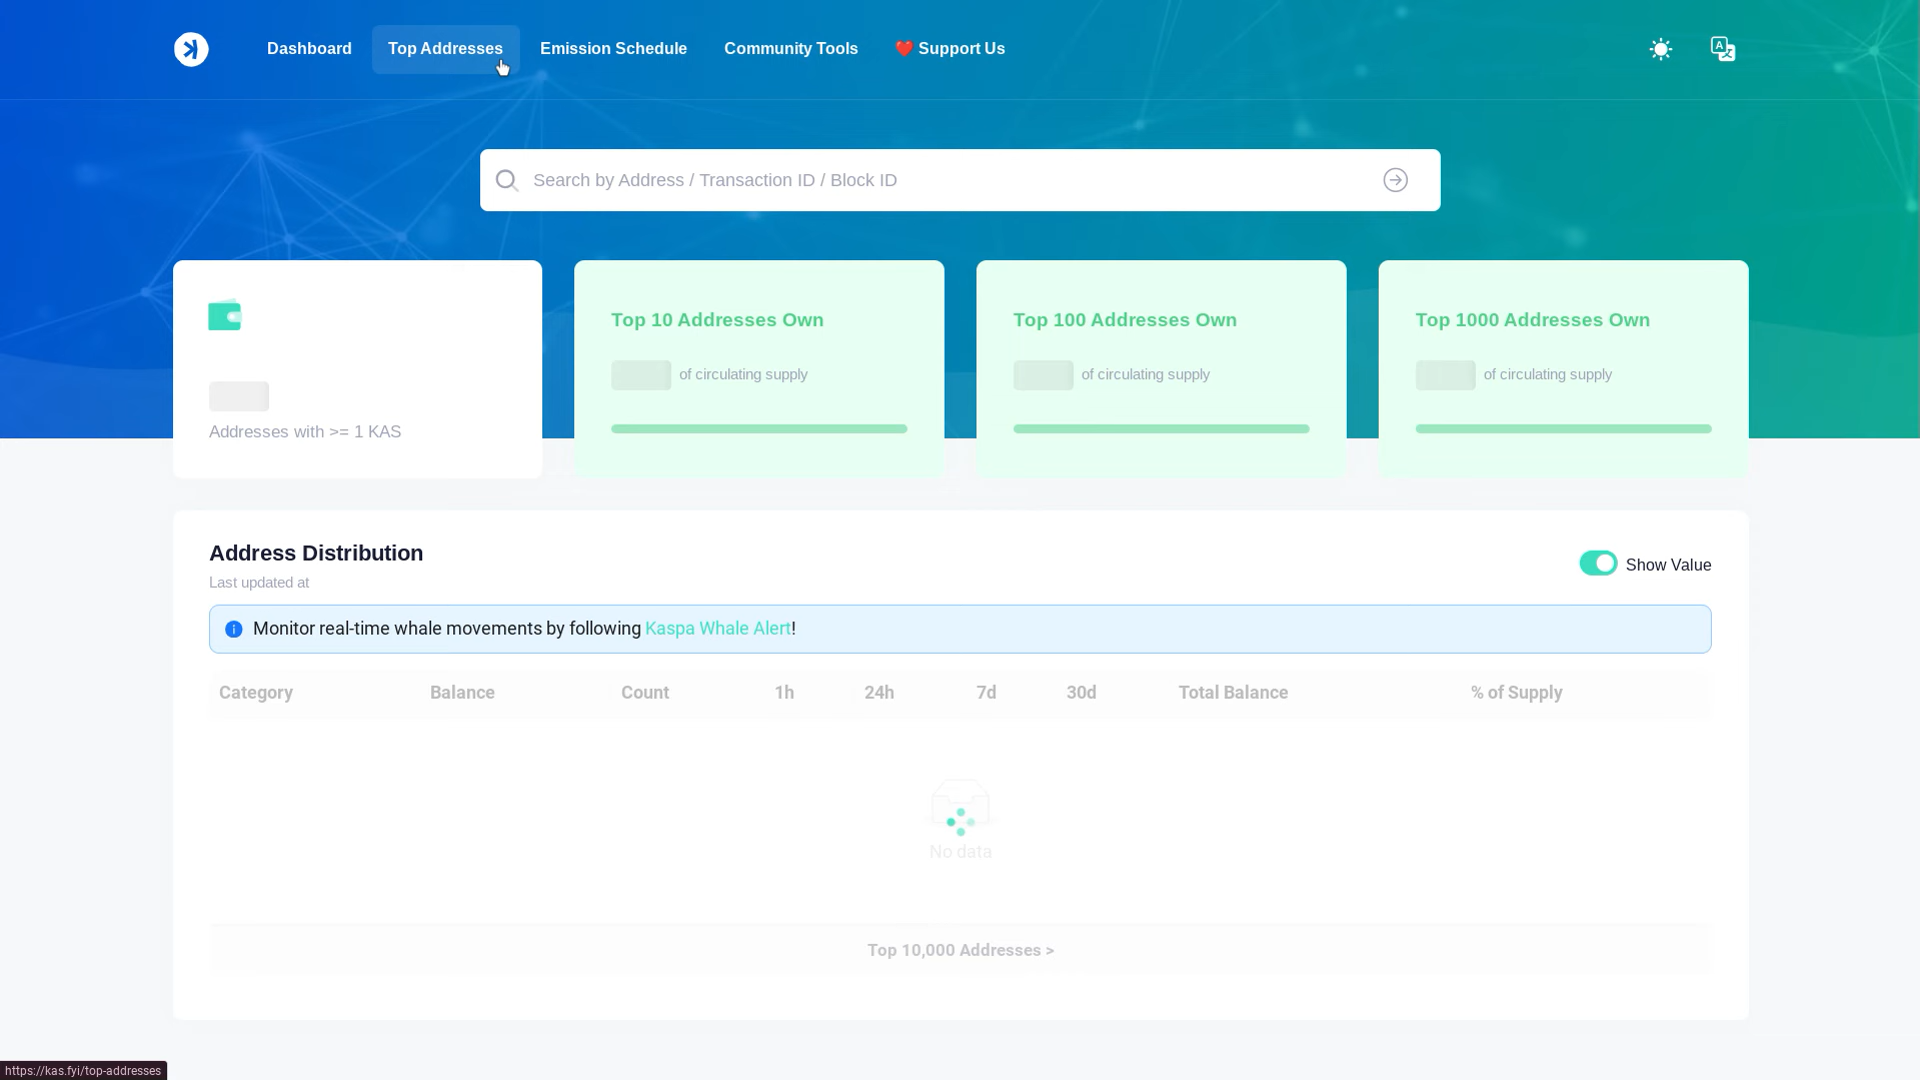 Dashboard
Top Addresses
Emission Schedule
Community Tools
❤️ Support Us
Search by Address / Transaction ID / Block ID
Addresses with >= 1 KAS
Top 10 Addresses Own
of circulating supply
Top 100 Addresses Own
of circulating supply
Top 1000 Addresses Own
of circulating supply
Address Distribution
Last updated at
Show Value
Monitor real-time whale movements by following Kaspa Whale Alert!
Category Balance Count 1h 24h 7d 30d Total Balance % of Supply
No data
Top 10,000 Addresses >
https://kas.fyi/top-addresses